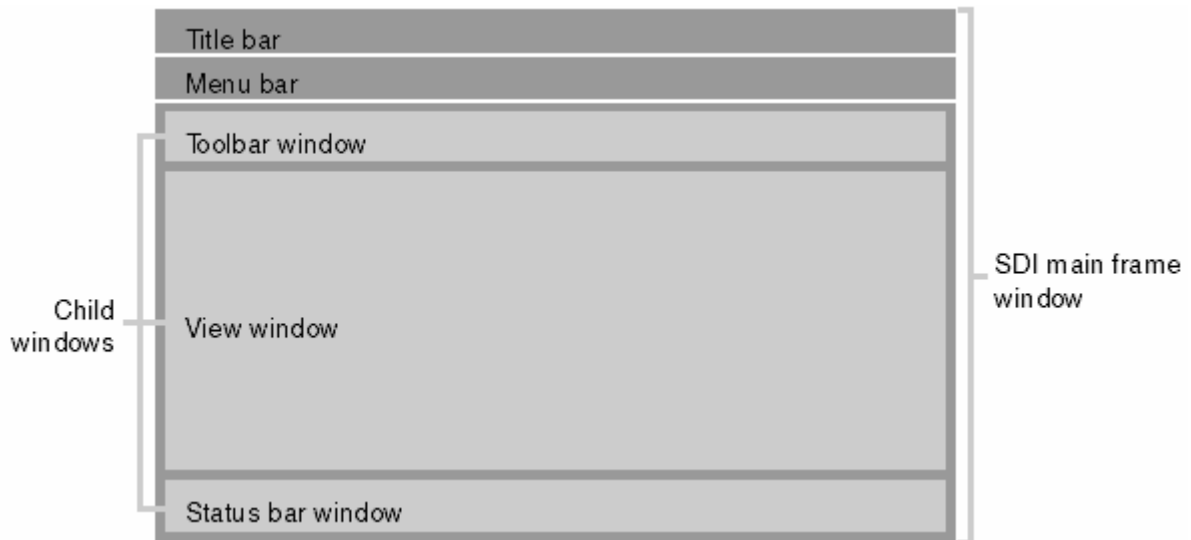 Title bar
Menu bar
Toolbar window
SDI main frame
window
Child
windows
View window
Status bar window